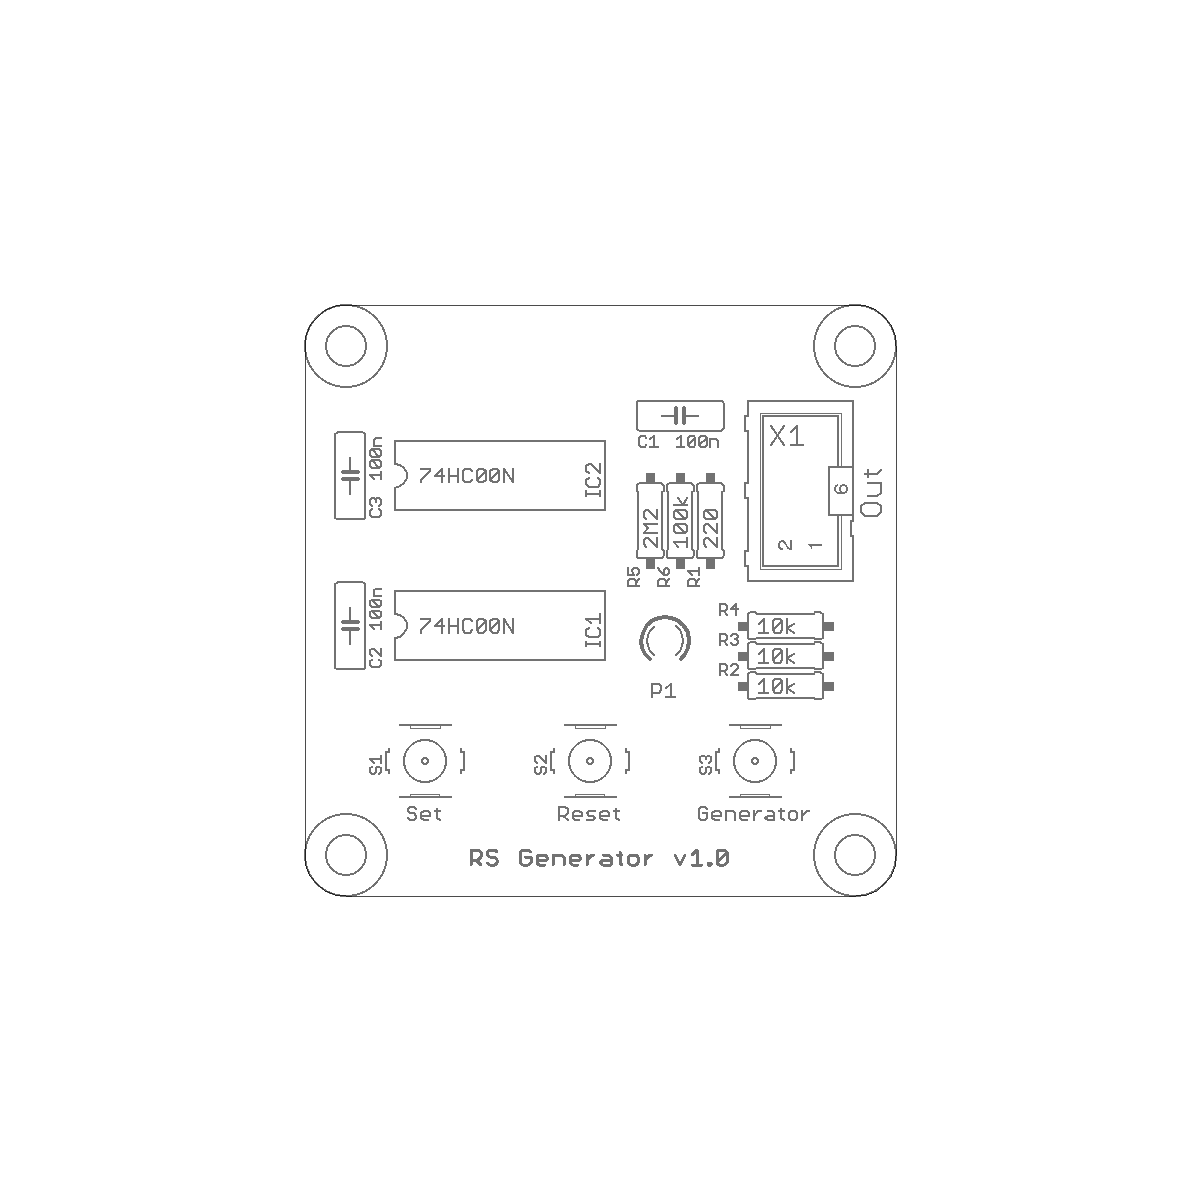 C1 100n
X1
100n
C3
74HC00N
IC2
2M2
100k
220
6
Out
2
1
R5
R6
R1
100n
C2
74HC00N
IC1
R4
10k
R3
10k
R2
10k
P1
S1
S2
S3
Set
Reset
Generator
RS Generator v1.0